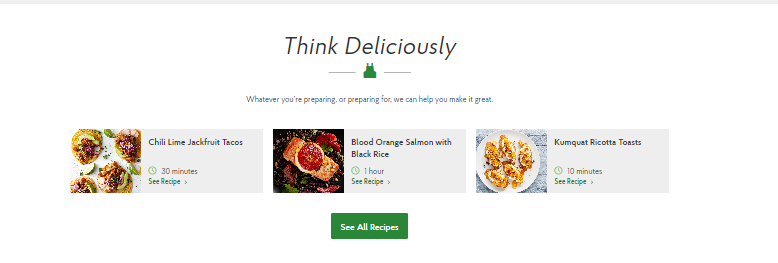 Think Deliciously
Whatever you're preparing, or preparing for, we can help you make it great.
Chili Lime Jackfruit Tacos
30 minutes
See Recipe ›
Blood Orange Salmon with
Black Rice
1 hour
See Recipe ›
Kumquat Ricotta Toasts
10 minutes
See Recipe ›
See All Recipes